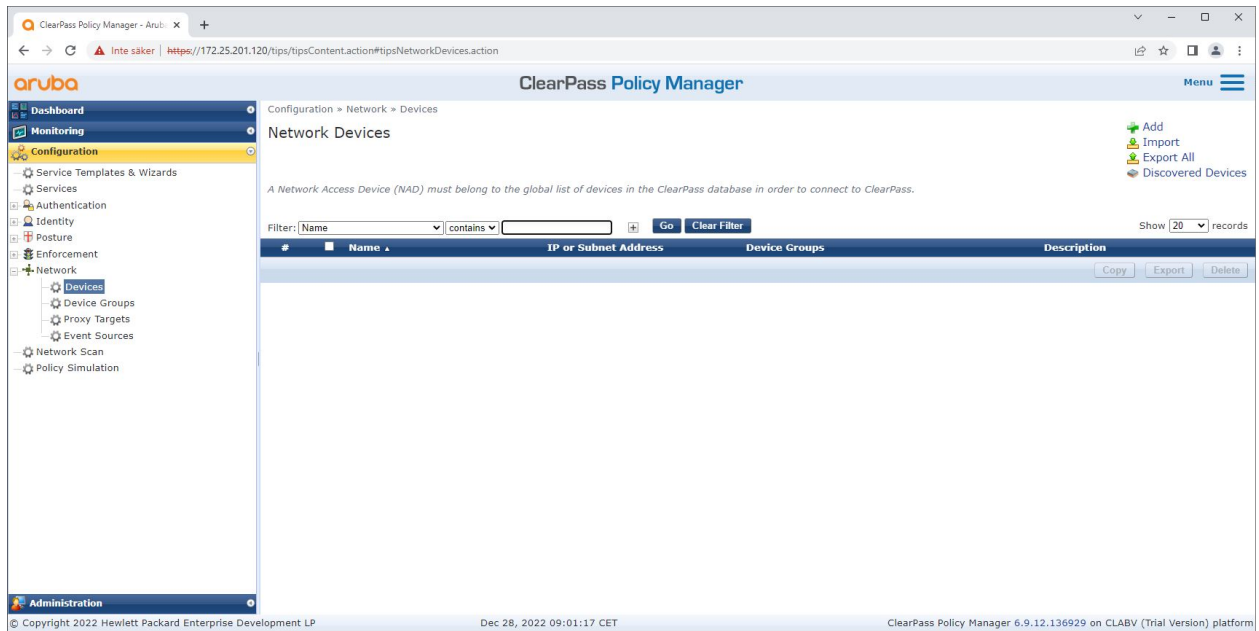 ClearPass Policy Manager - Arub
Inte säker | https://172.25.201.120/tips/tipsContent.action#tipsNetworkDevices.action
aruba
ClearPass Policy Manager
Menu
Dashboard
Monitoring
Configuration
Service Templates & Wizards
Services
Authentication
Identity
Posture
Enforcement
Network
Devices
Device Groups
Proxy Targets
Event Sources
Network Scan
Policy Simulation
Administration
Configuration » Network » Devices
Network Devices
Add
Import
Export All
Discovered Devices
A Network Access Device (NAD) must belong to the global list of devices in the ClearPass database in order to connect to ClearPass.
Filter: Name contains Go Clear Filter Show 20 records
# Name IP or Subnet Address Device Groups Description
Copy Export Delete
© Copyright 2022 Hewlett Packard Enterprise Development LP Dec 28, 2022 09:01:17 CET ClearPass Policy Manager 6.9.12.136929 on CLABV (Trial Version) platform